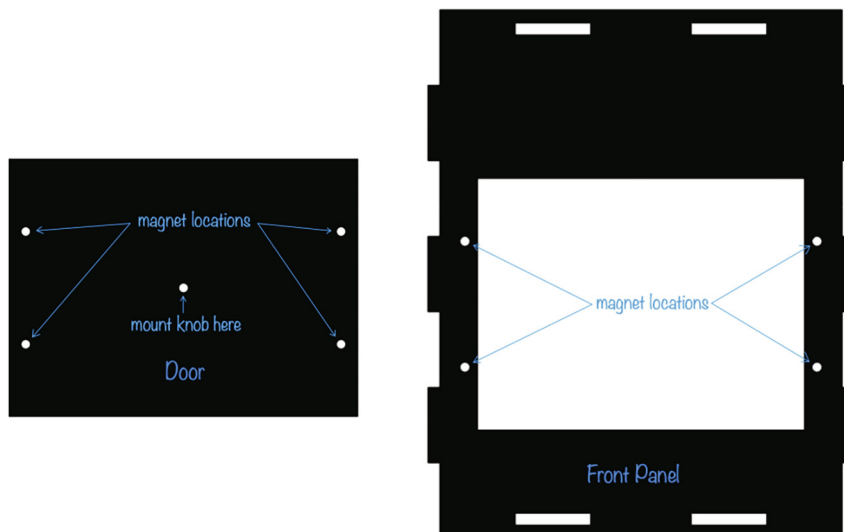 magnet locations
mount knob here
Door
magnet locations
Front Panel